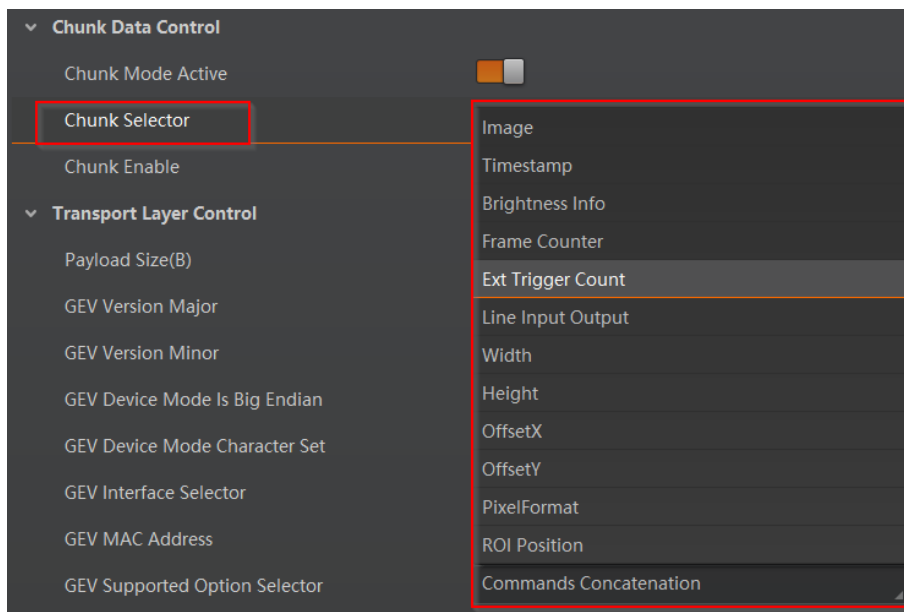 Chunk Data Control
Chunk Mode Active
Chunk Selector
Chunk Enable
Transport Layer Control
Payload Size(B)
GEV Version Major
GEV Version Minor
GEV Device Mode Is Big Endian
GEV Device Mode Character Set
GEV Interface Selector
GEV MAC Address
GEV Supported Option Selector
Image
Timestamp
Brightness Info
Frame Counter
Ext Trigger Count
Line Input Output
Width
Height
OffsetX
OffsetY
PixelFormat
ROI Position
Commands Concatenation